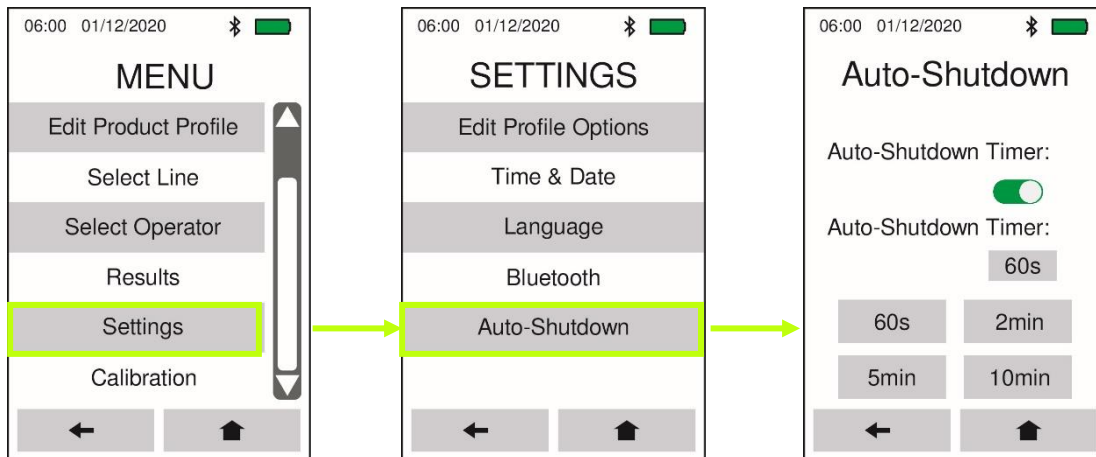 06:00 01/12/2020
MENU
Edit Product Profile
Select Line
Select Operator
Results
Settings
Calibration
06:00 01/12/2020
SETTINGS
Edit Profile Options
Time & Date
Language
Bluetooth
Auto-Shutdown
06:00 01/12/2020
Auto-Shutdown
Auto-Shutdown Timer:
Auto-Shutdown Timer:
60s
60s 2min
5min 10min